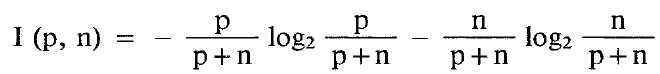 I (p, n) = − p/(p+n) log₂ p/(p+n) − n/(p+n) log₂ n/(p+n)